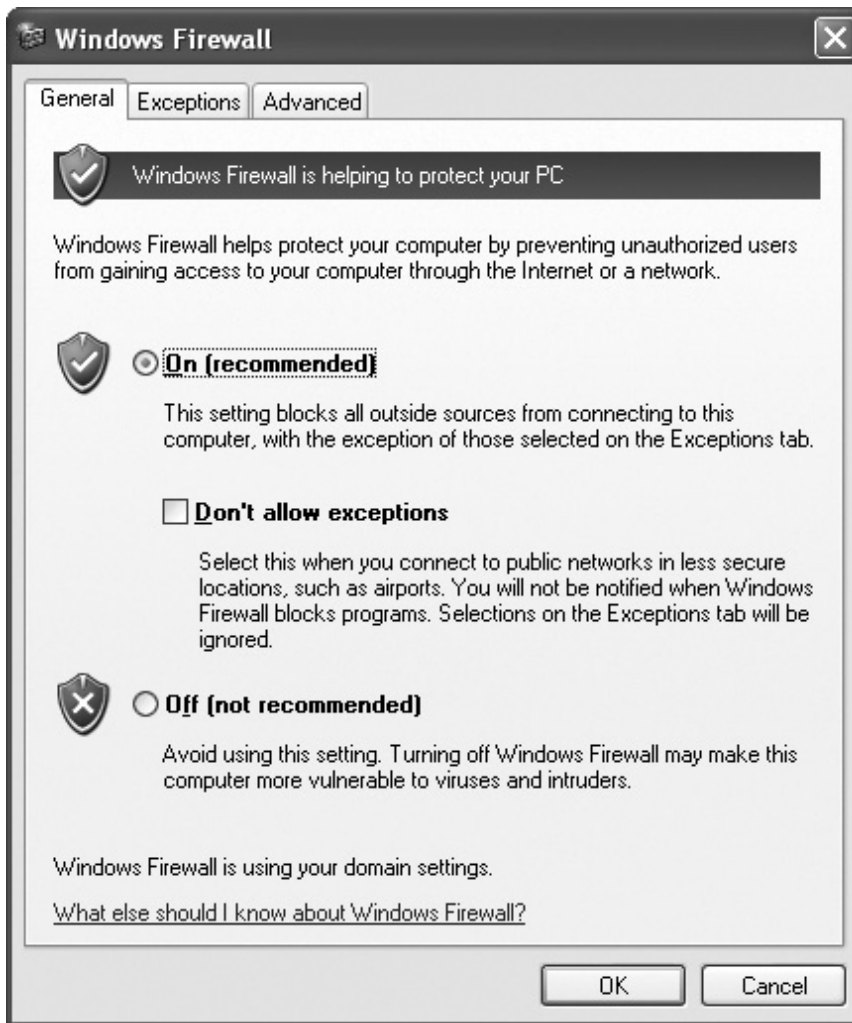 Windows Firewall
General Exceptions Advanced
Windows Firewall is helping to protect your PC
Windows Firewall helps protect your computer by preventing unauthorized users
from gaining access to your computer through the Internet or a network.
On (recommended)
This setting blocks all outside sources from connecting to this
computer, with the exception of those selected on the Exceptions tab.
Don't allow exceptions
Select this when you connect to public networks in less secure
locations, such as airports. You will not be notified when Windows
Firewall blocks programs. Selections on the Exceptions tab will be
ignored.
Off (not recommended)
Avoid using this setting. Turning off Windows Firewall may make this
computer more vulnerable to viruses and intruders.
Windows Firewall is using your domain settings.
What else should I know about Windows Firewall?
OK Cancel